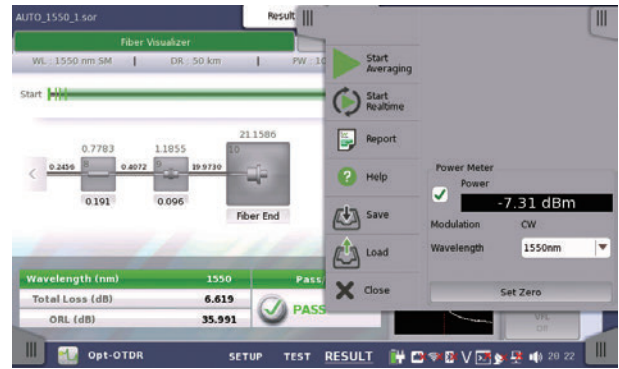 AUTO_1550_1.sor
Result
Fiber Visualizer
WL : 1550 nm SM | DR : 50 km | PW : 10
Start
0.7783 1.1855 21.1586
8 9 10
0.2456 0.4072 19.9730
0.191 0.096
Fiber End
Wavelength (nm) 1550 Pass/
Total Loss (dB) 6.619
ORL (dB) 35.991
PASS
Start
Averaging
Start
Realtime
Report
Help
Save
Load
Close
Power Meter
Power
-7.31 dBm
Modulation CW
Wavelength 1550nm
Set Zero
VFL
Off
Opt-OTDR SETUP TEST RESULT 20 22